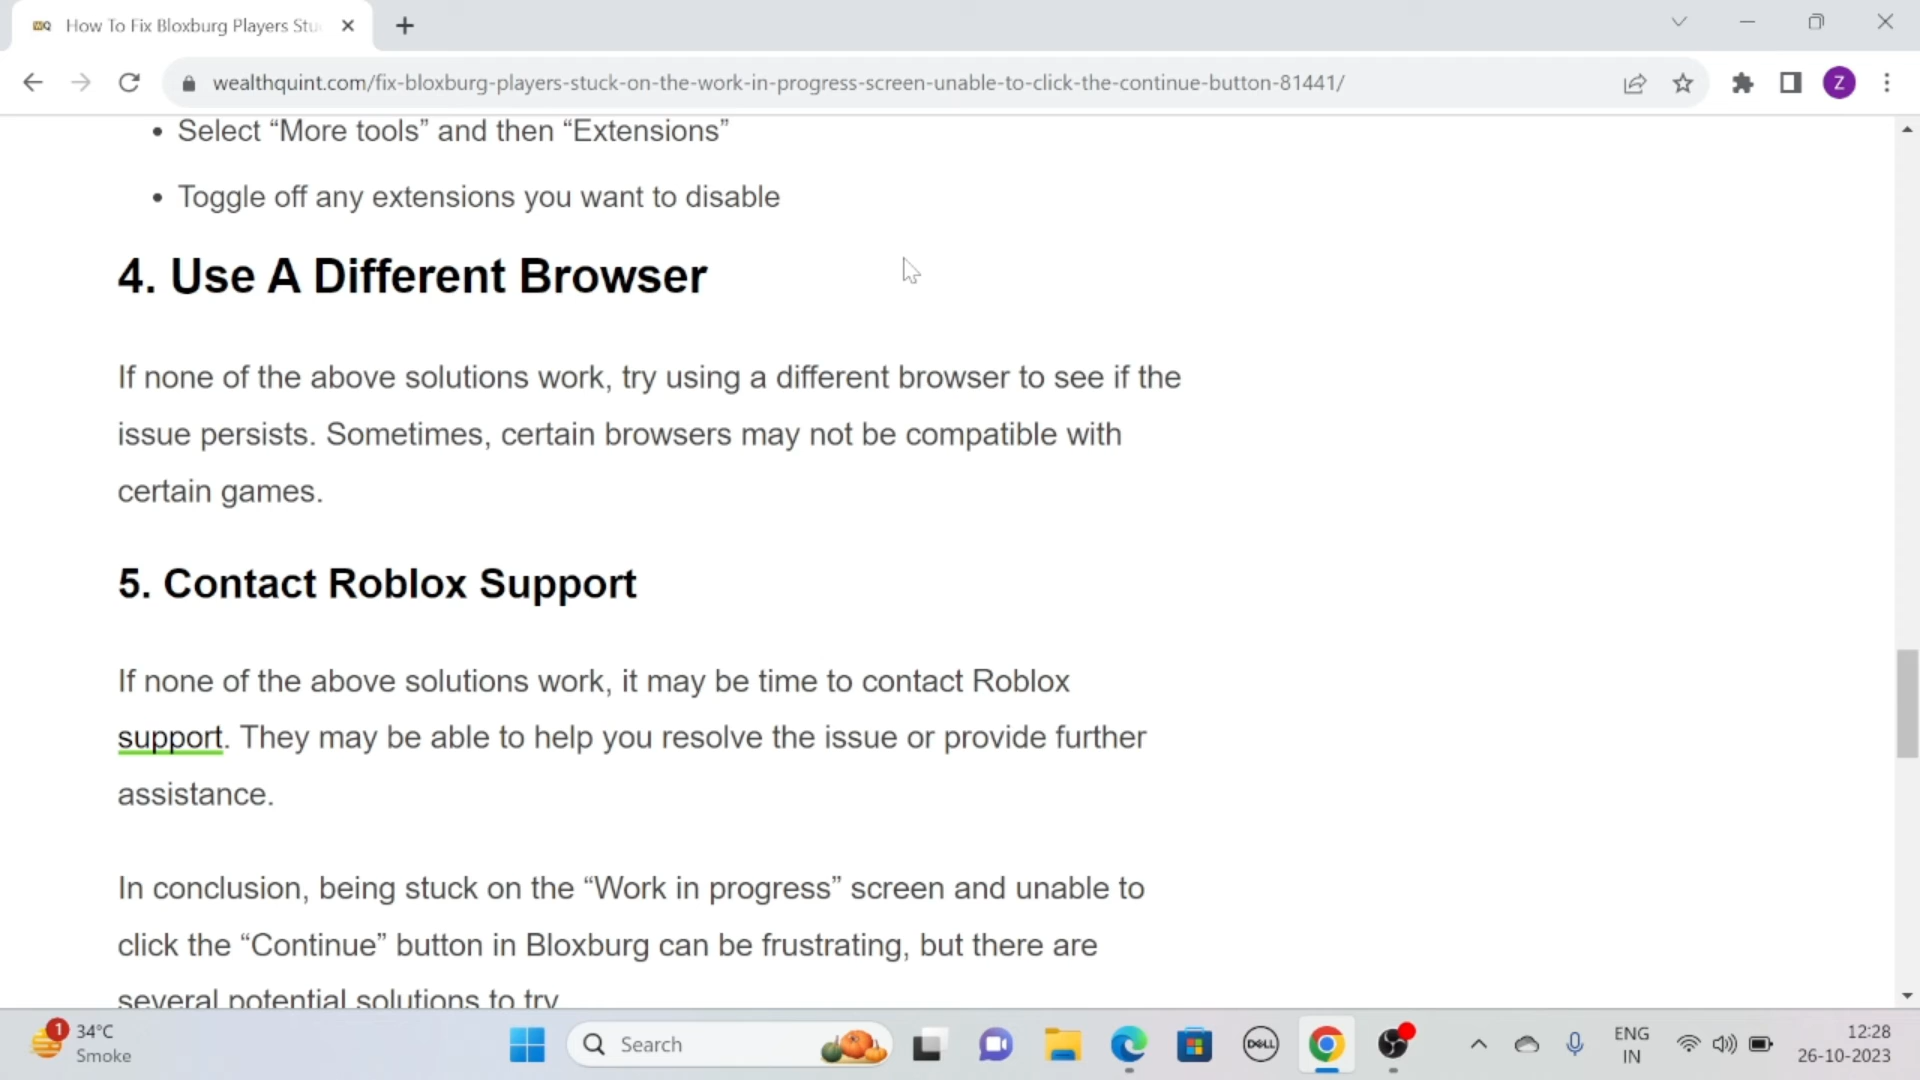 How To Fix Bloxburg Players Stu
wealthquint.com/fix-bloxburg-players-stuck-on-the-work-in-progress-screen-unable-to-click-the-continue-button-81441/
Z
Select “More tools” and then “Extensions”
Toggle off any extensions you want to disable
4. Use A Different Browser
If none of the above solutions work, try using a different browser to see if the
issue persists. Sometimes, certain browsers may not be compatible with
certain games.
5. Contact Roblox Support
If none of the above solutions work, it may be time to contact Roblox
support. They may be able to help you resolve the issue or provide further
assistance.
In conclusion, being stuck on the “Work in progress” screen and unable to
click the “Continue” button in Bloxburg can be frustrating, but there are
several potential solutions to try
1
34°C
Smoke
Search
DELL
ENG
IN
12:28
26-10-2023